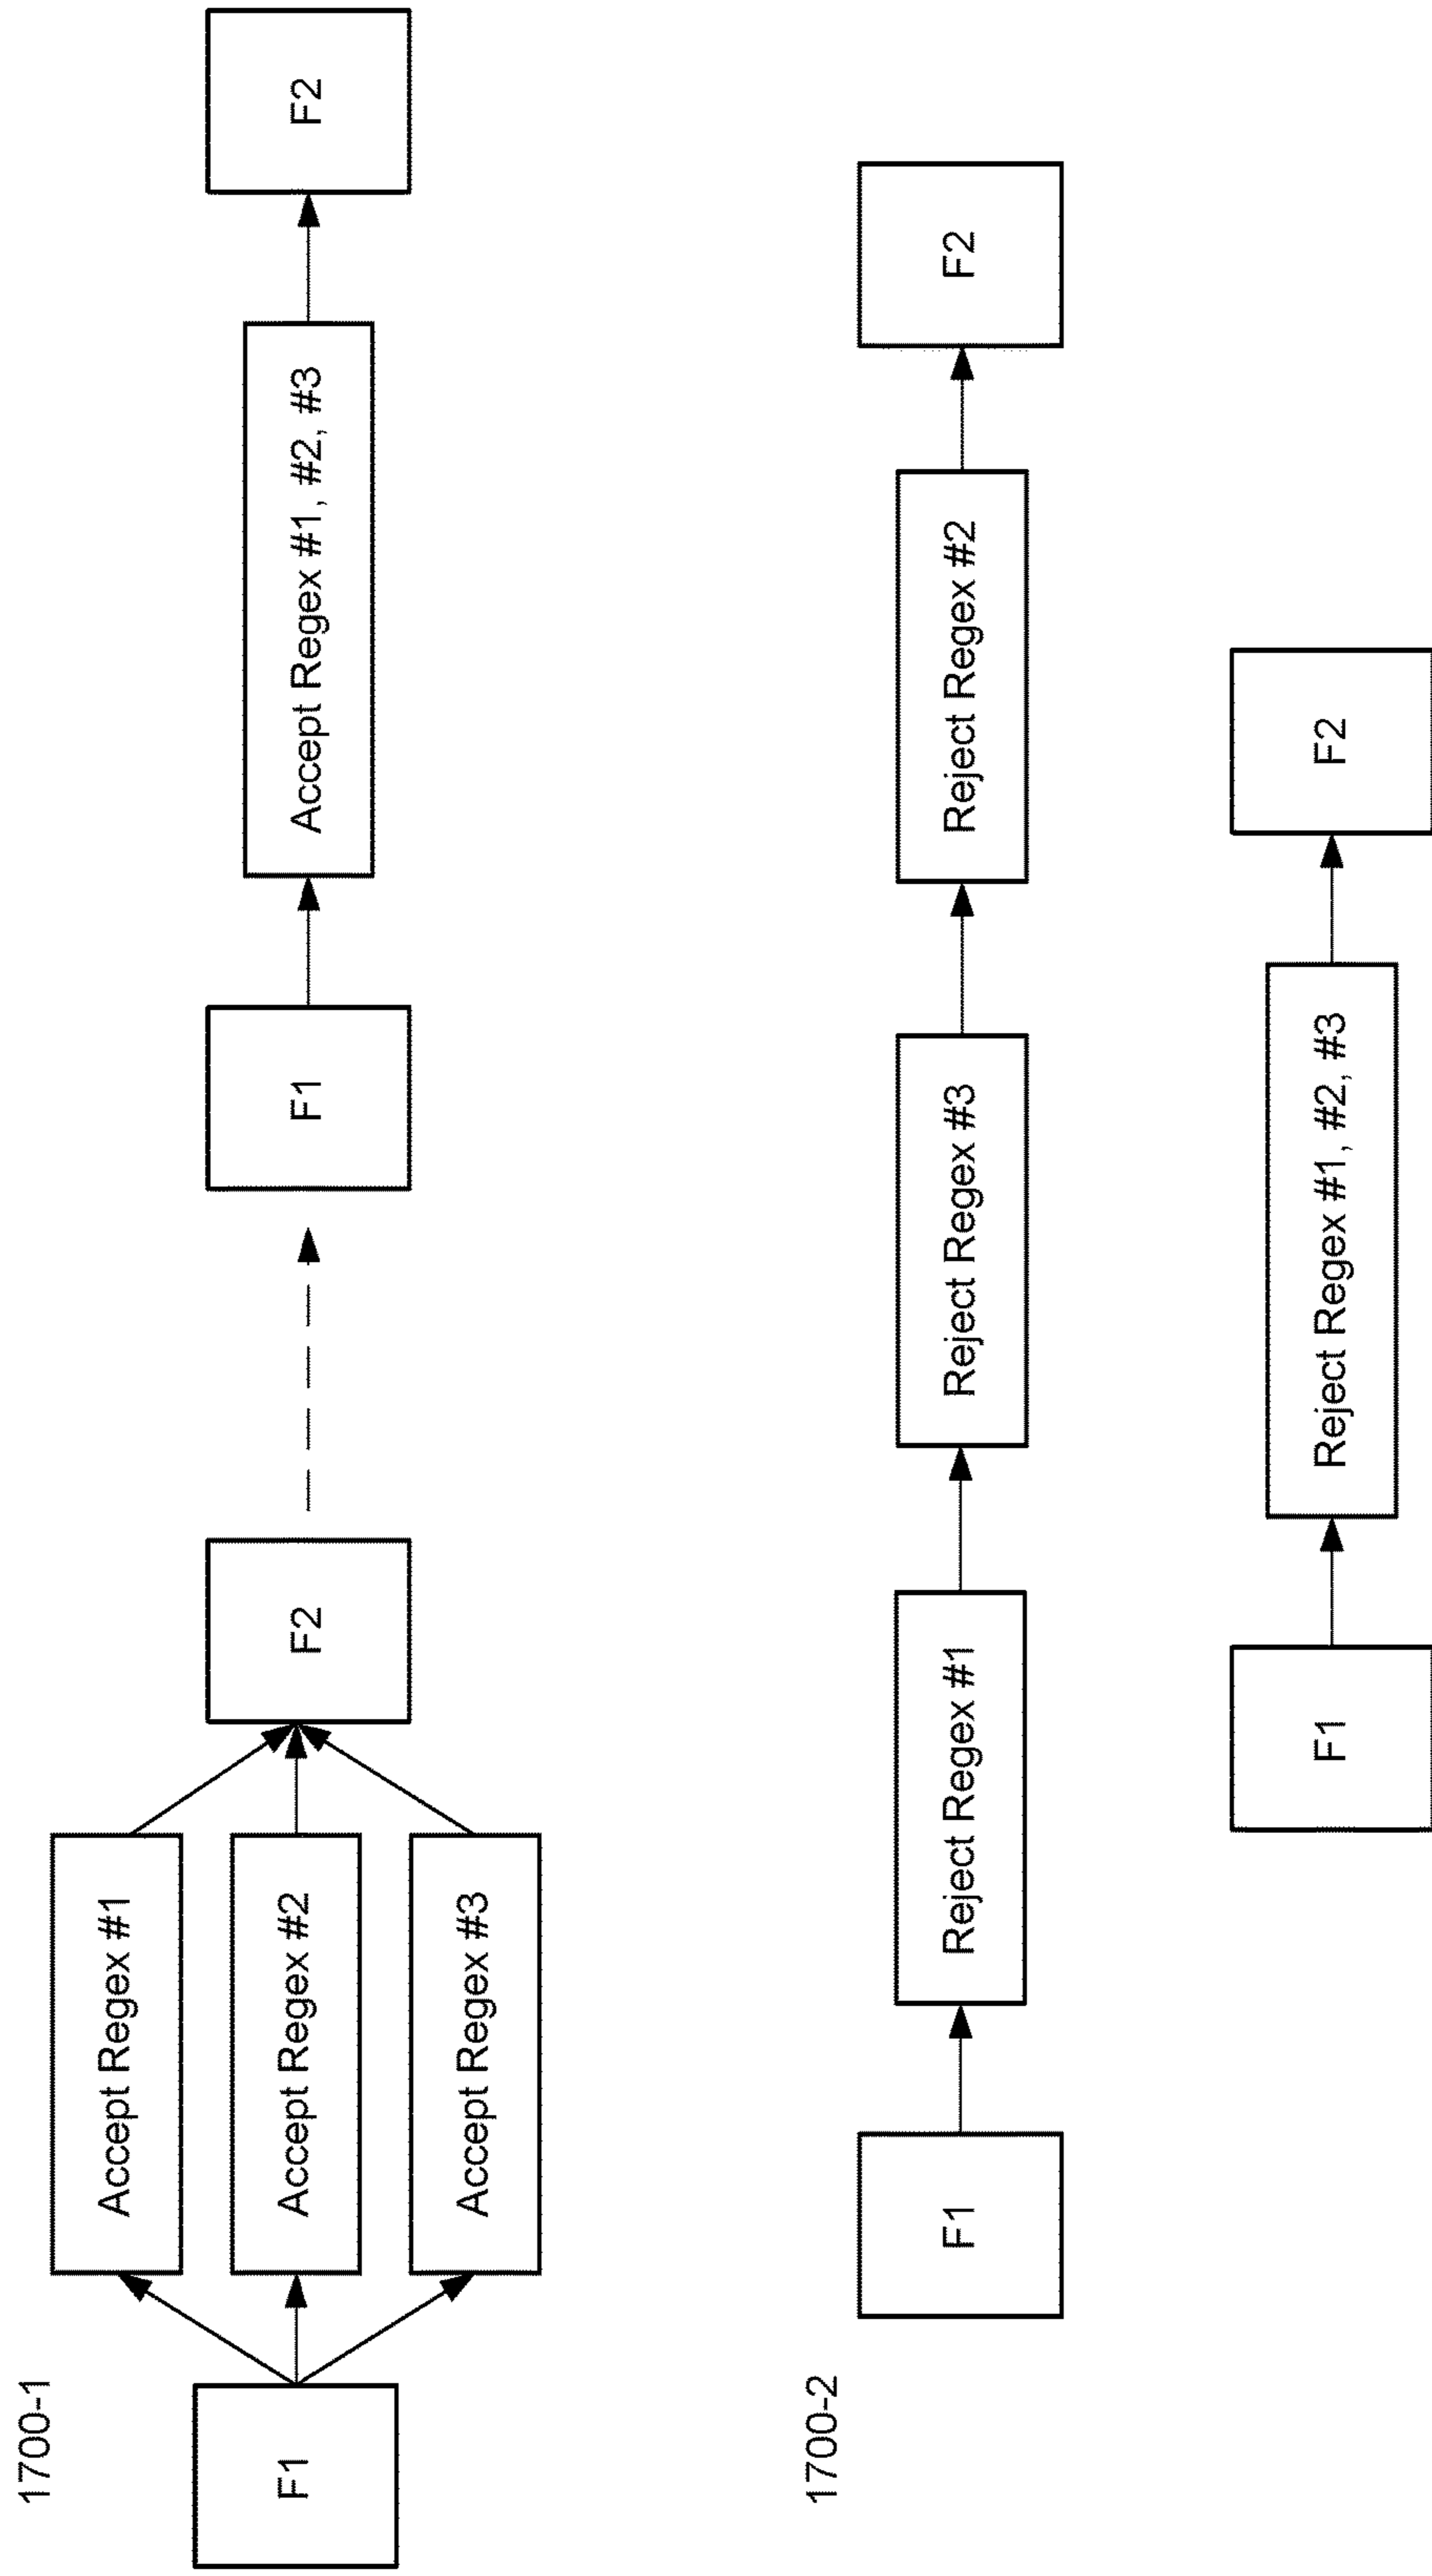 1700-1
F1
Accept Regex #1
Accept Regex #2
Accept Regex #3
F2
F1
Accept Regex #1, #2, #3
F2
1700-2
F1
Reject Regex #1
Reject Regex #3
Reject Regex #2
F2
F1
Reject Regex #1, #2, #3
F2